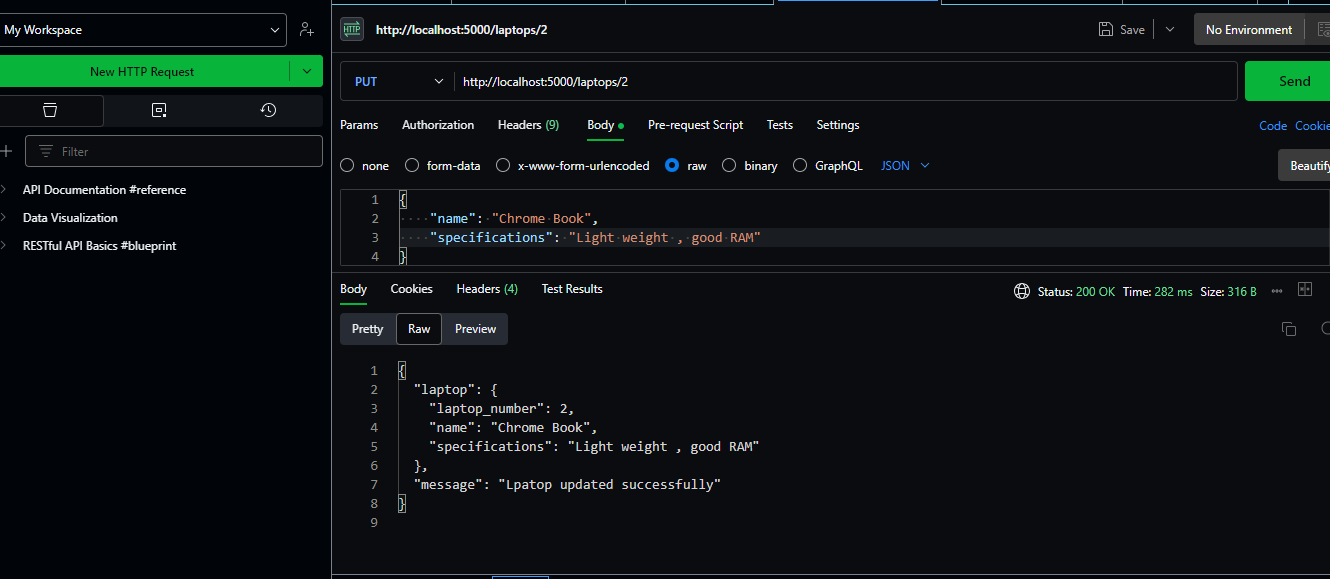 My Workspace
HTTP http://localhost:5000/laptops/2
Save
No Environment
New HTTP Request
PUT http://localhost:5000/laptops/2
Send
Params Authorization Headers (9) Body Pre-request Script Tests Settings
Code Cookie
Filter
none form-data x-www-form-urlencoded raw binary GraphQL JSON
Beautify
API Documentation #reference
Data Visualization
RESTful API Basics #blueprint
1 {
2 "name": "Chrome Book",
3 "specifications": "Light weight , good RAM"
4 }
Body Cookies Headers (4) Test Results
Status: 200 OK Time: 282 ms Size: 316 B
Pretty Raw Preview
1 {
2 "laptop": {
3 "laptop_number": 2,
4 "name": "Chrome Book",
5 "specifications": "Light weight , good RAM"
6 },
7 "message": "Lpatop updated successfully"
8 }
9